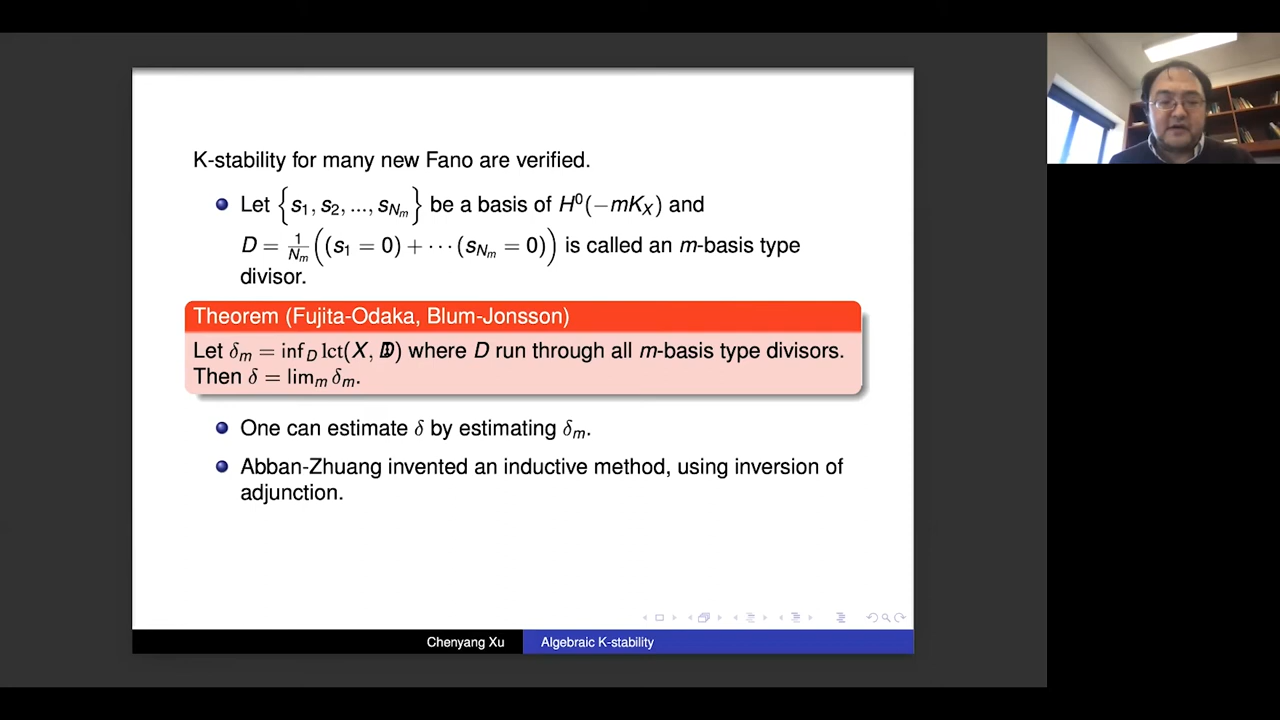 K-stability for many new Fano are verified.
Let {s₁, s₂, ..., s_{N_m}} be a basis of H⁰(−mK_X) and
D = 1/N_m ((s₁ = 0) + ⋯ (s_{N_m} = 0)) is called an m-basis type
divisor.
Theorem (Fujita-Odaka, Blum-Jonsson)
Let δ_m = inf_D lct(X, D) where D run through all m-basis type divisors.
Then δ = lim_m δ_m.
One can estimate δ by estimating δ_m.
Abban-Zhuang invented an inductive method, using inversion of
adjunction.
Chenyang Xu Algebraic K-stability